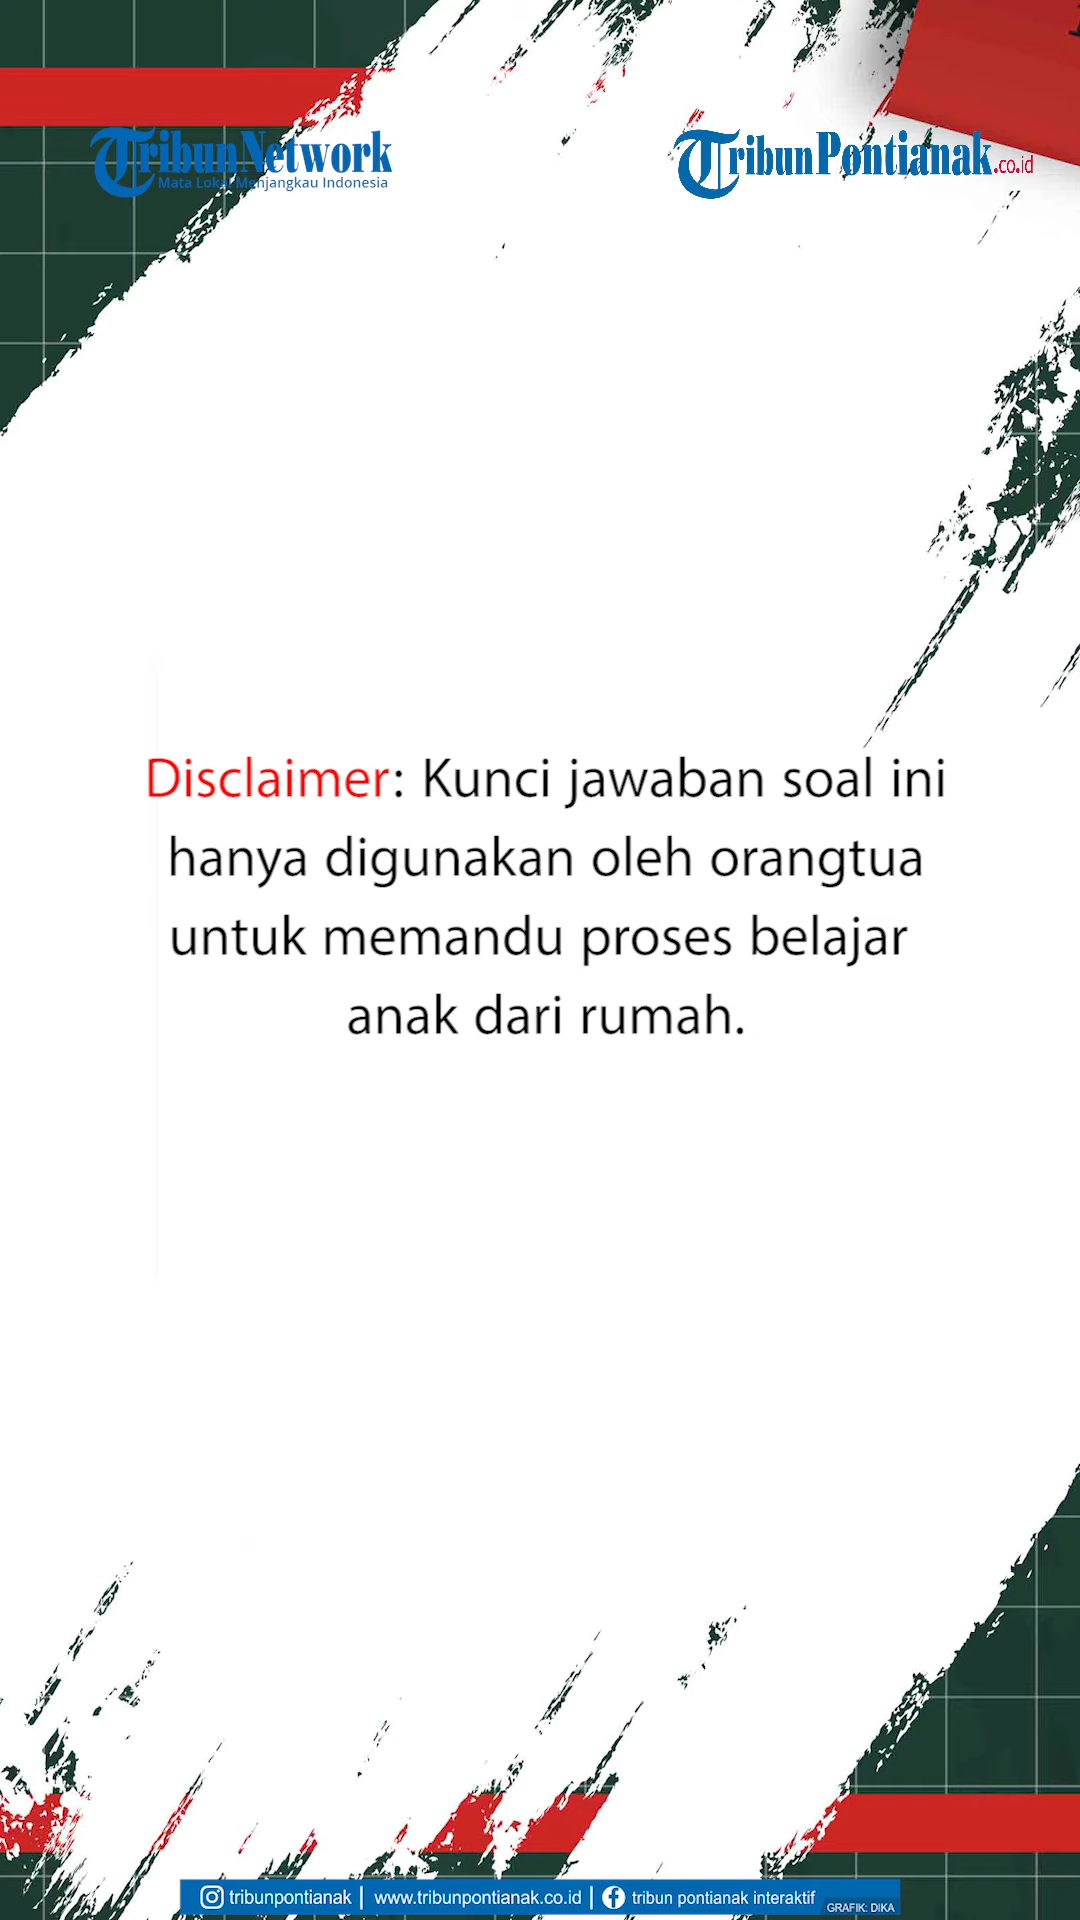 TribunNetwork
Mata Lokal Menjangkau Indonesia
TribunPontianak.co.id
Disclaimer: Kunci jawaban soal ini
hanya digunakan oleh orangtua
untuk memandu proses belajar
anak dari rumah.
tribunpontianak | www.tribunpontianak.co.id | tribun pontianak interaktif
GRAFIK: DIKA